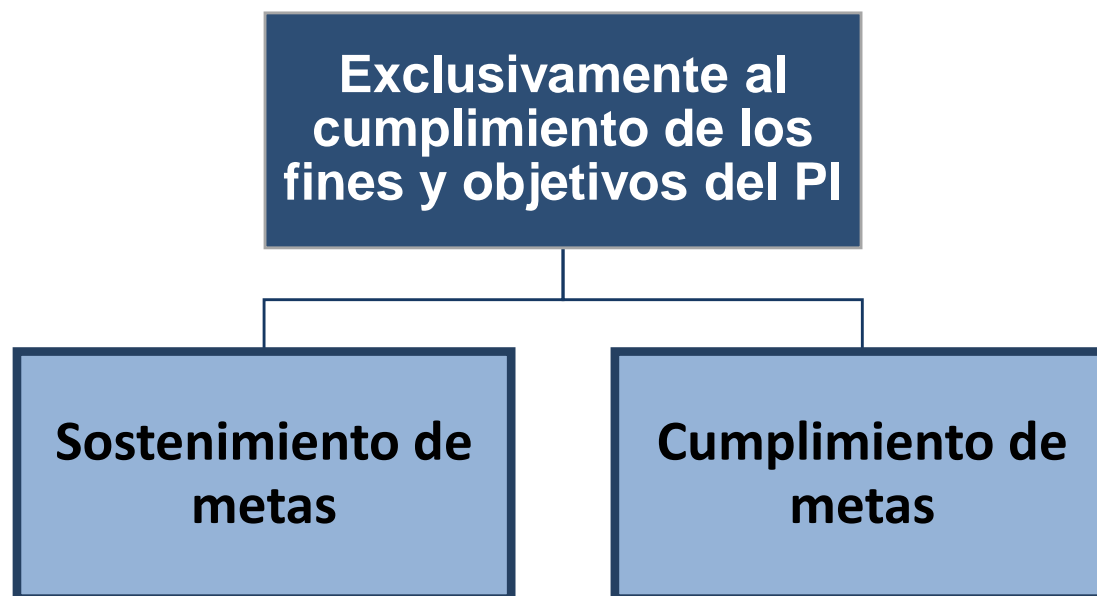 Exclusivamente al
cumplimiento de los
fines y objetivos del PI
Sostenimiento de
metas
Cumplimiento de
metas